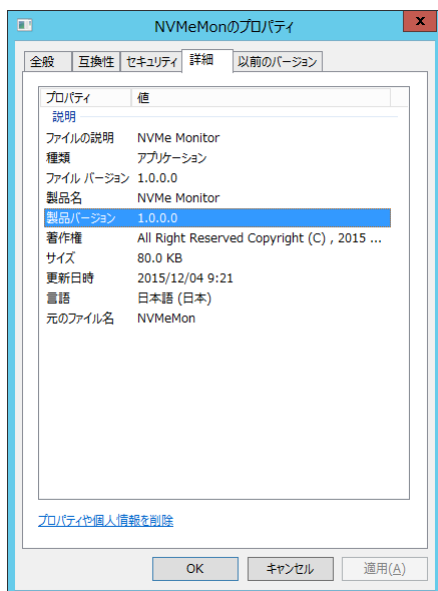 NVMeMonのプロパティ
x
全般 互換性 セキュリティ 詳細 以前のバージョン
プロパティ 値
説明
ファイルの説明 NVMe Monitor
種類 アプリケーション
ファイル バージョン 1.0.0.0
製品名 NVMe Monitor
製品バージョン 1.0.0.0
著作権 All Right Reserved Copyright (C) , 2015 ...
サイズ 80.0 KB
更新日時 2015/12/04 9:21
言語 日本語 (日本)
元のファイル名 NVMeMon
プロパティや個人情報を削除
OK キャンセル 適用(A)